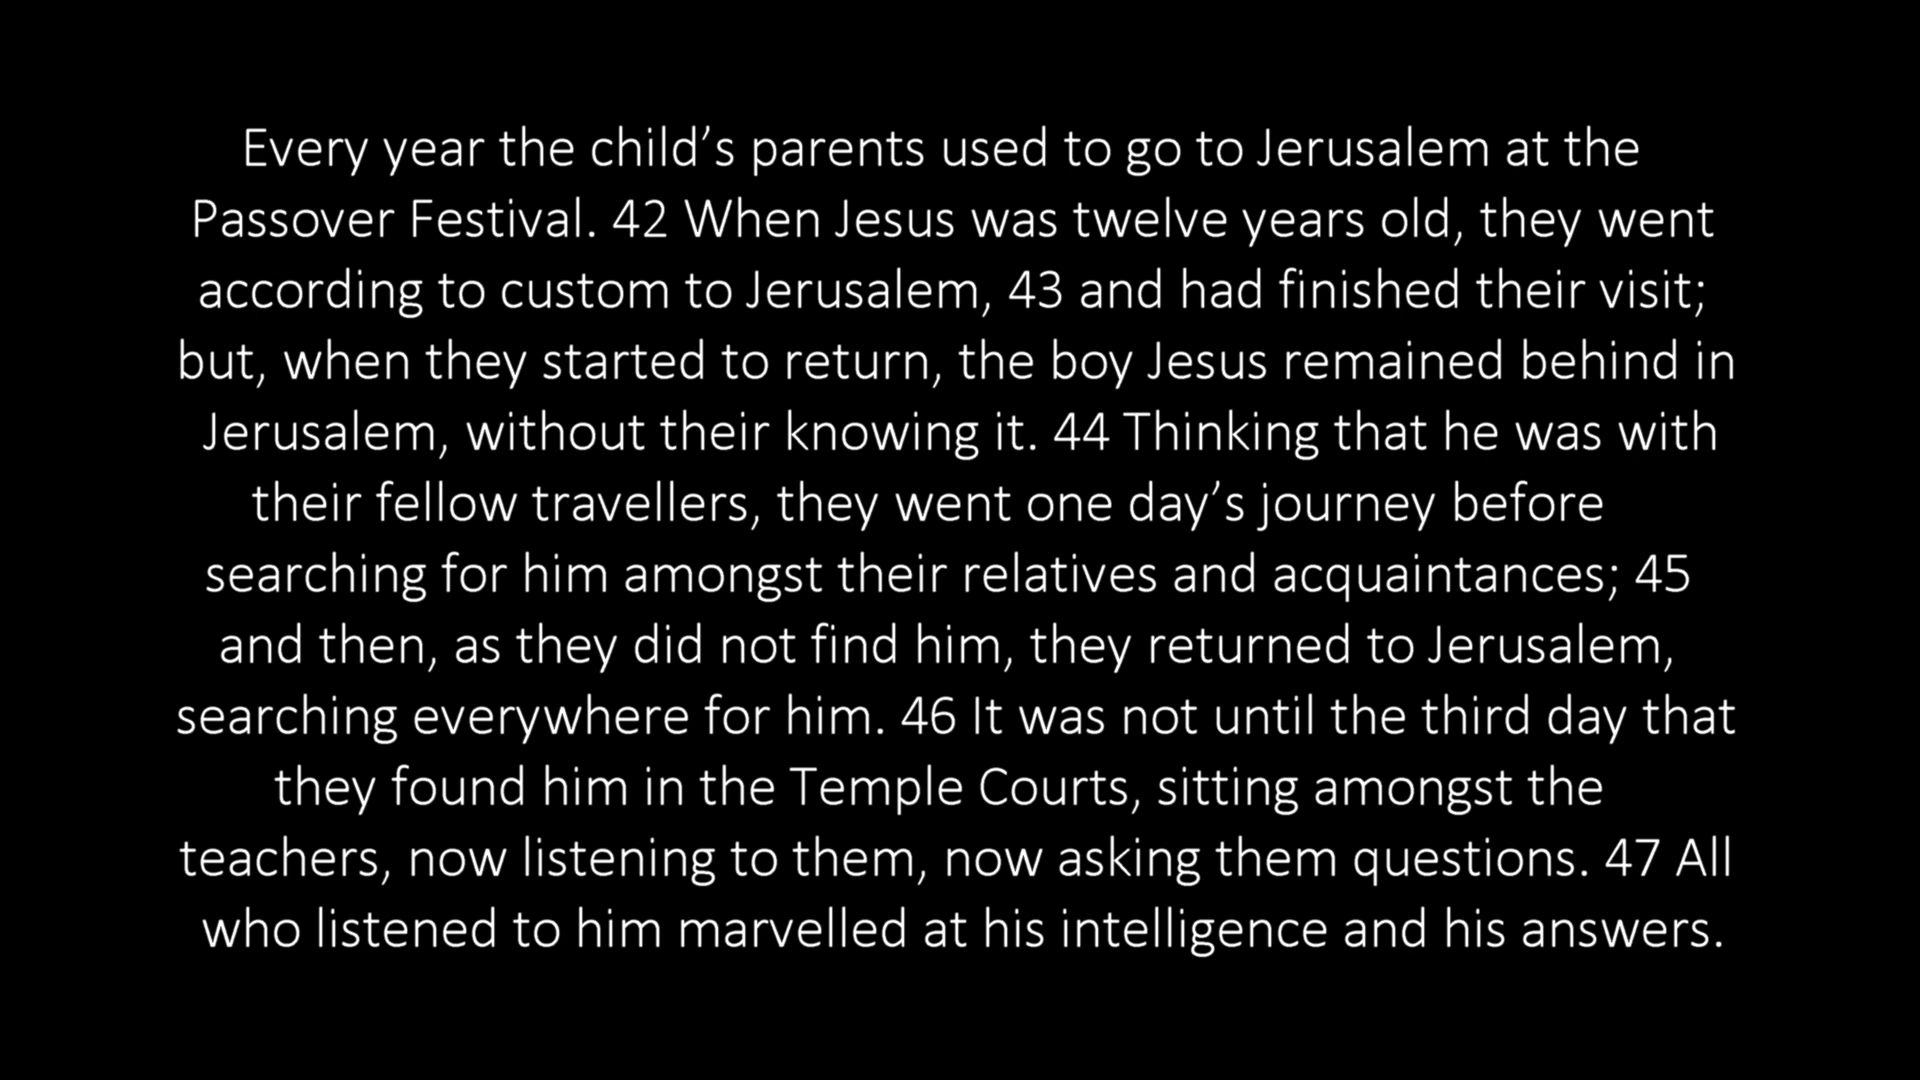 Every year the child’s parents used to go to Jerusalem at the
Passover Festival. 42 When Jesus was twelve years old, they went
according to custom to Jerusalem, 43 and had finished their visit;
but, when they started to return, the boy Jesus remained behind in
Jerusalem, without their knowing it. 44 Thinking that he was with
their fellow travellers, they went one day’s journey before
searching for him amongst their relatives and acquaintances; 45
and then, as they did not find him, they returned to Jerusalem,
searching everywhere for him. 46 It was not until the third day that
they found him in the Temple Courts, sitting amongst the
teachers, now listening to them, now asking them questions. 47 All
who listened to him marvelled at his intelligence and his answers.